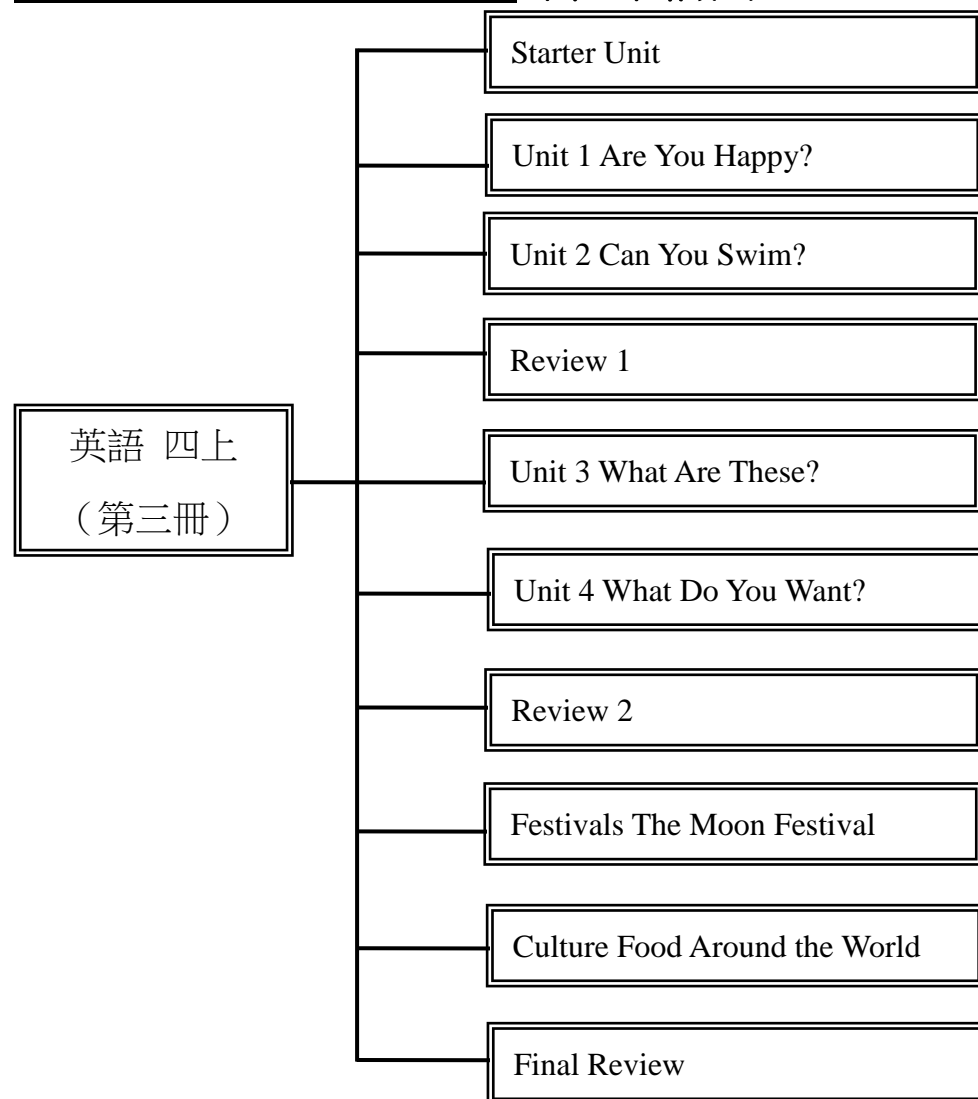 Starter Unit
Unit 1 Are You Happy?
Unit 2 Can You Swim?
Review 1
英語 四上
（第三冊）
Unit 3 What Are These?
Unit 4 What Do You Want?
Review 2
Festivals The Moon Festival
Culture Food Around the World
Final Review